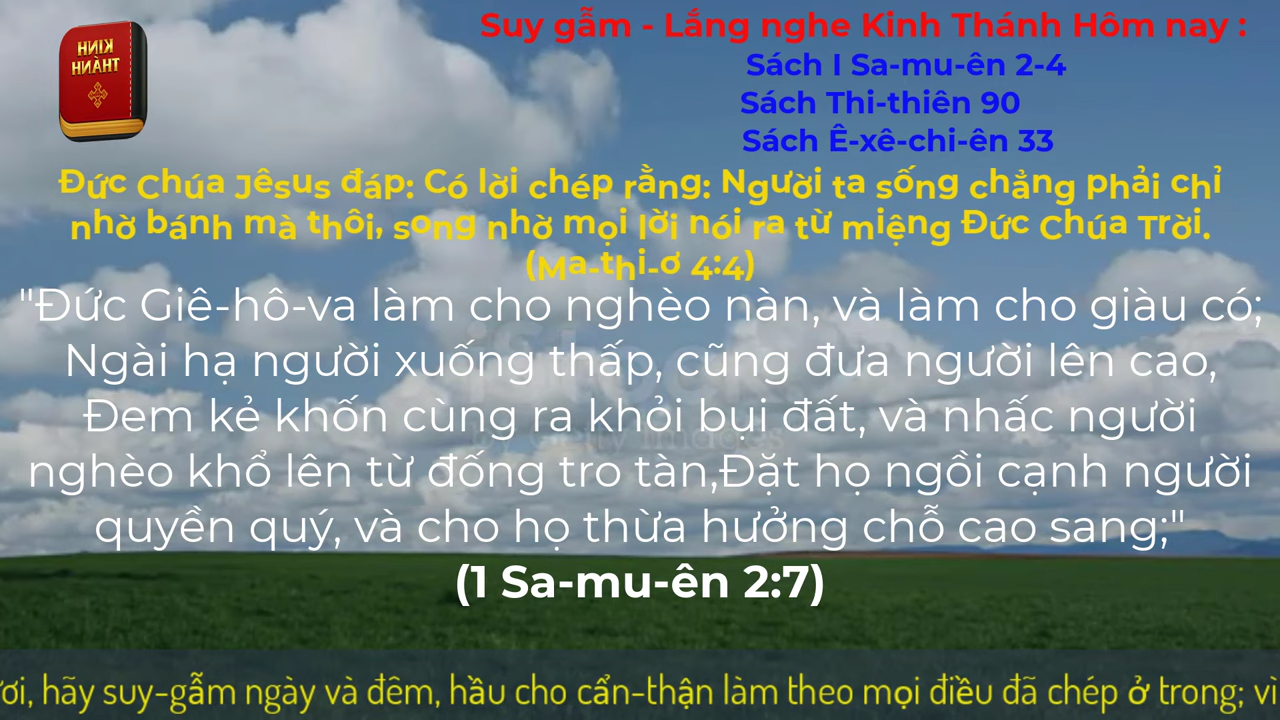 KINH
THÁNH
Suy gẫm - Lắng nghe Kinh Thánh Hôm nay :
Sách I Sa-mu-ên 2-4
Sách Thi-thiên 90
Sách Ê-xê-chi-ên 33
Đức Chúa Jêsus đáp: Có lời chép rằng: Người ta sống chẳng phải chỉ
nhờ bánh mà thôi, song nhờ mọi lời nói ra từ miệng Đức Chúa Trời.
(Ma-thi-ơ 4:4)
"Đức Giê-hô-va làm cho nghèo nàn, và làm cho giàu có;
Ngài hạ người xuống thấp, cũng đưa người lên cao,
Đem kẻ khốn cùng ra khỏi bụi đất, và nhấc người
nghèo khổ lên từ đống tro tàn,Đặt họ ngồi cạnh người
quyền quý, và cho họ thừa hưởng chỗ cao sang;"
(1 Sa-mu-ên 2:7)
ơi, hãy suy-gẫm ngày và đêm, hầu cho cẩn-thận làm theo mọi điều đã chép ở trong; vì